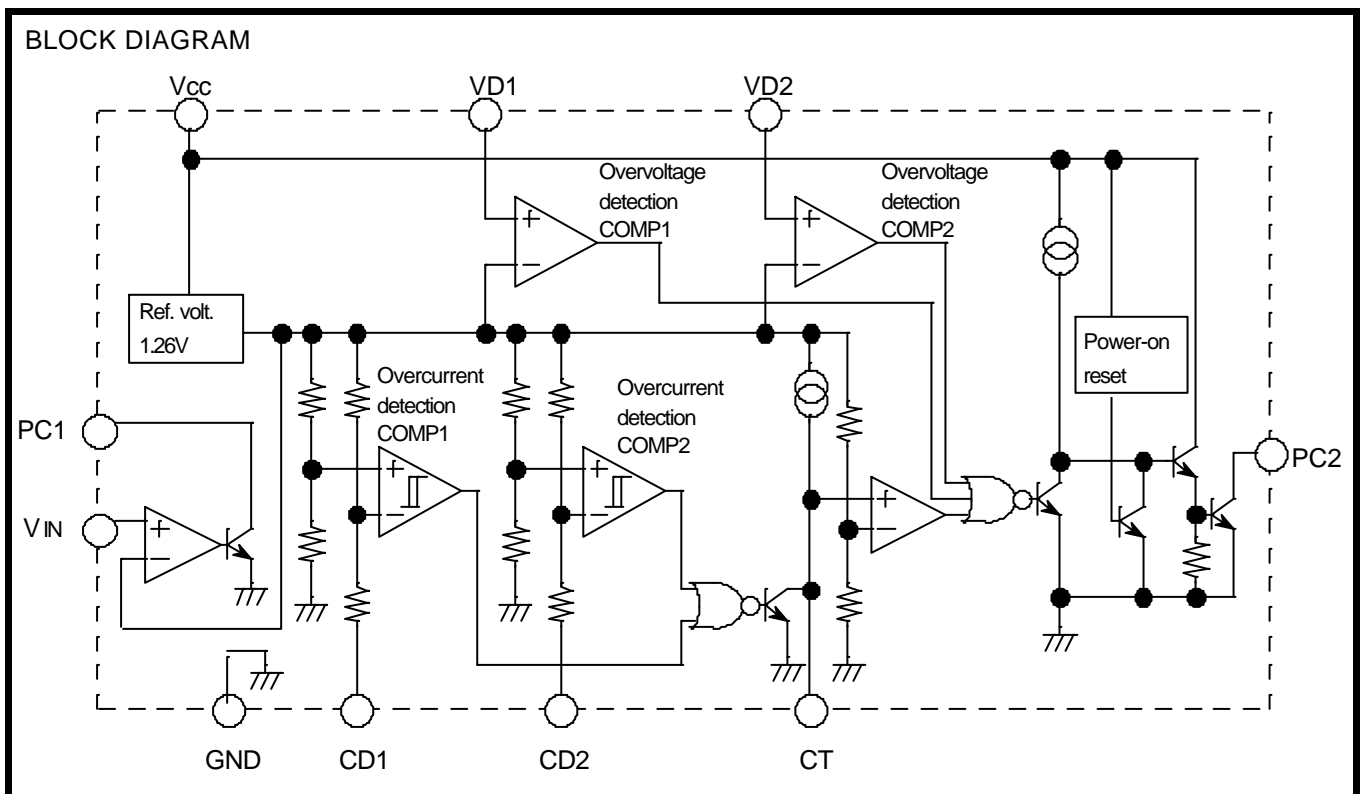 BLOCK DIAGRAM
Vcc
VD1
VD2
Overvoltage
detection
COMP1
Overvoltage
detection
COMP2
Ref. volt.
1.26V
Power-on
reset
Overcurrent
detection
COMP1
Overcurrent
detection
COMP2
PC1
PC2
VIN
+
−
+
−
+
−
+
−
+
−
+
−
GND
CD1
CD2
CT